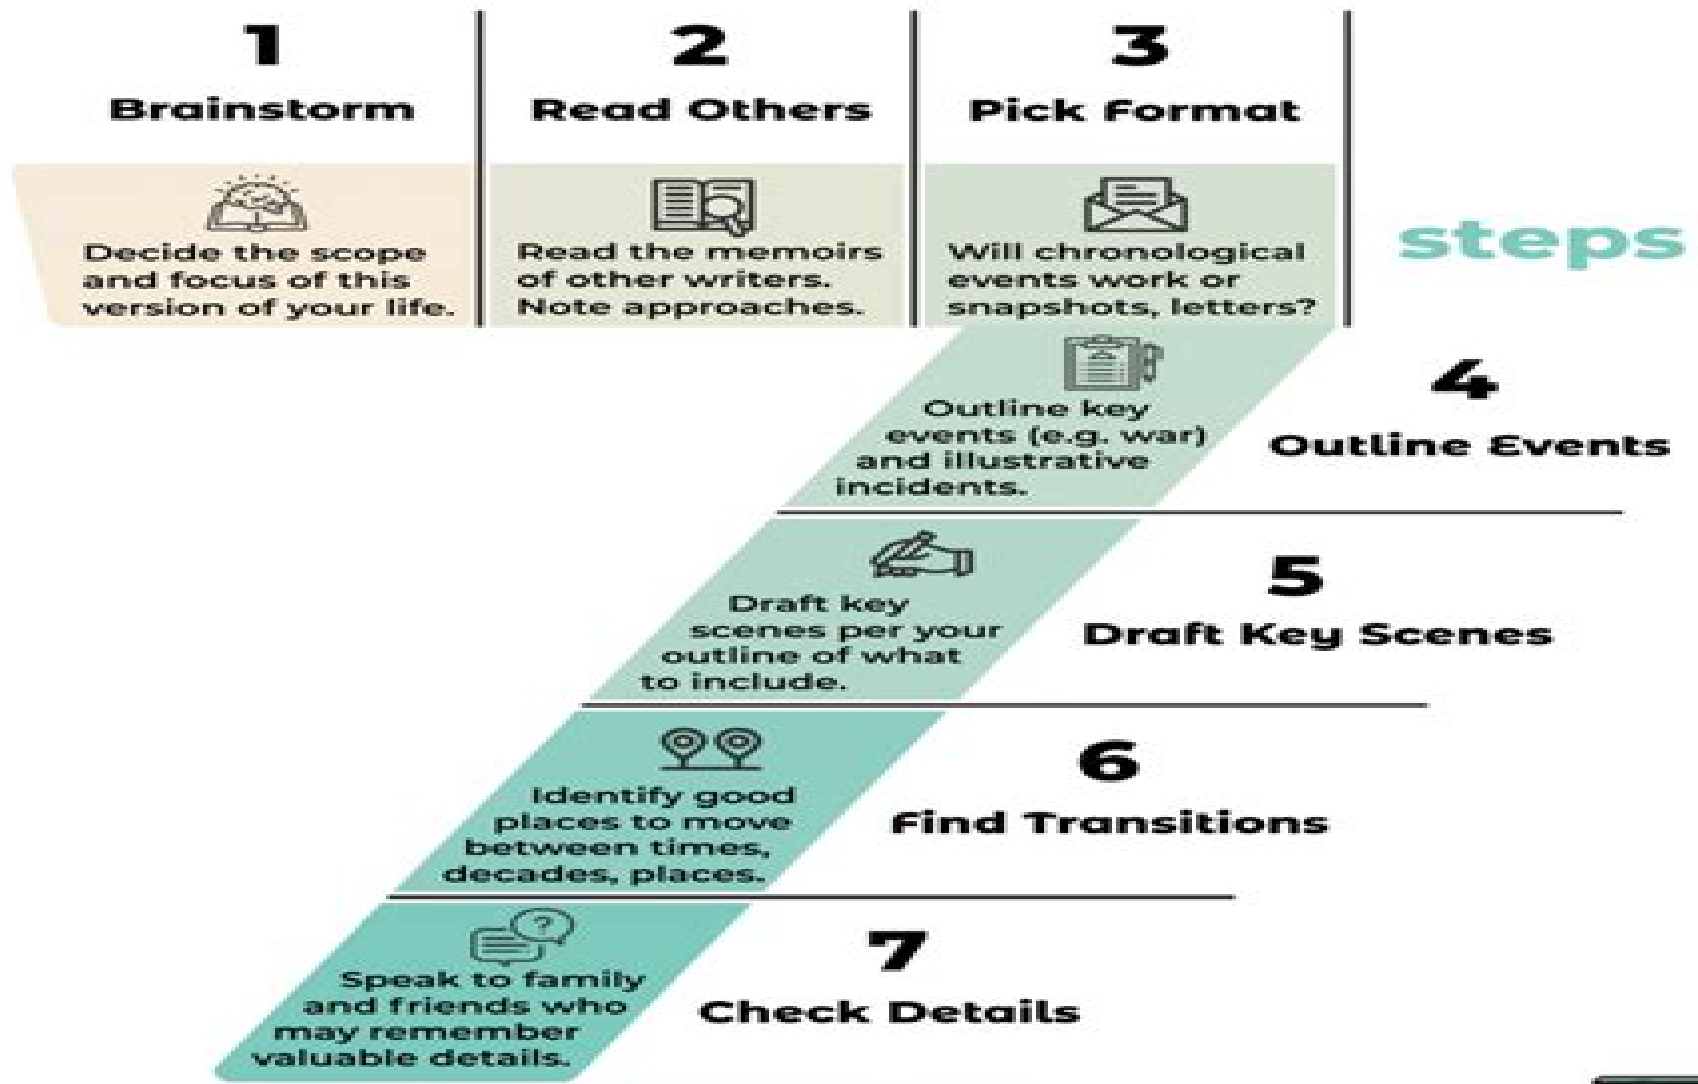 1
Brainstorm
Decide the scope
and focus of this
version of your life.
2
Read Others
Read the memoirs
of other writers.
Note approaches.
3
Pick Format
Will chronological
events work or
snapshots, letters?
steps
4
Outline Events
Outline key
events (e.g. war)
and illustrative
incidents.
5
Draft Key Scenes
Draft key
scenes per your
outline of what
to include.
6
Find Transitions
Identify good
places to move
between times,
decades, places.
7
Check Details
Speak to family
and friends who
may remember
valuable details.